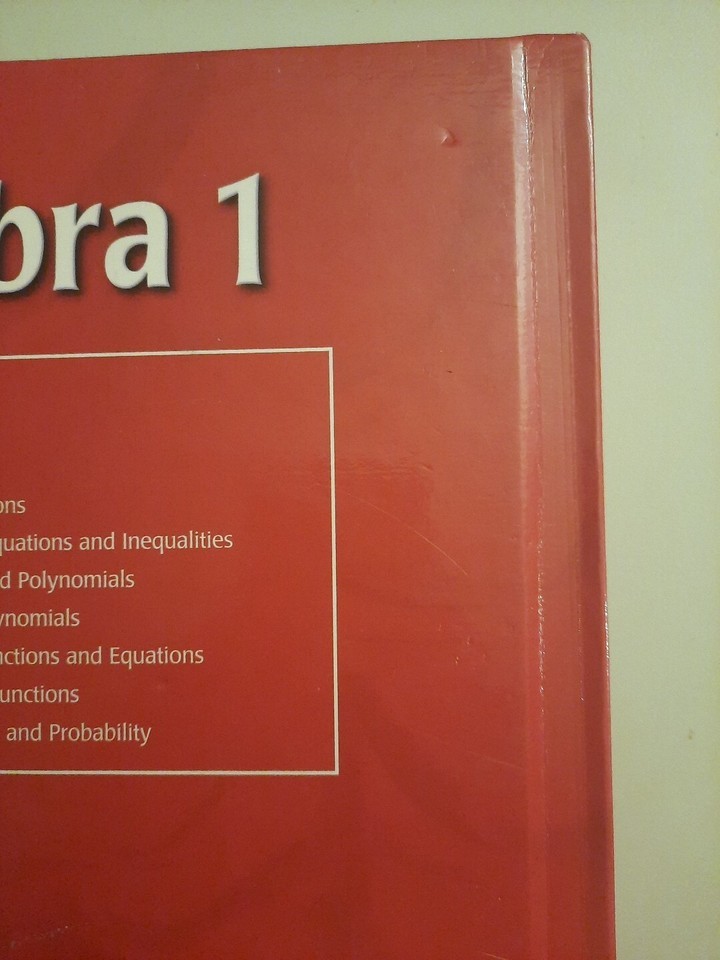 bra 1
ons
quations and Inequalities
d Polynomials
ynomials
nctions and Equations
unctions
and Probability